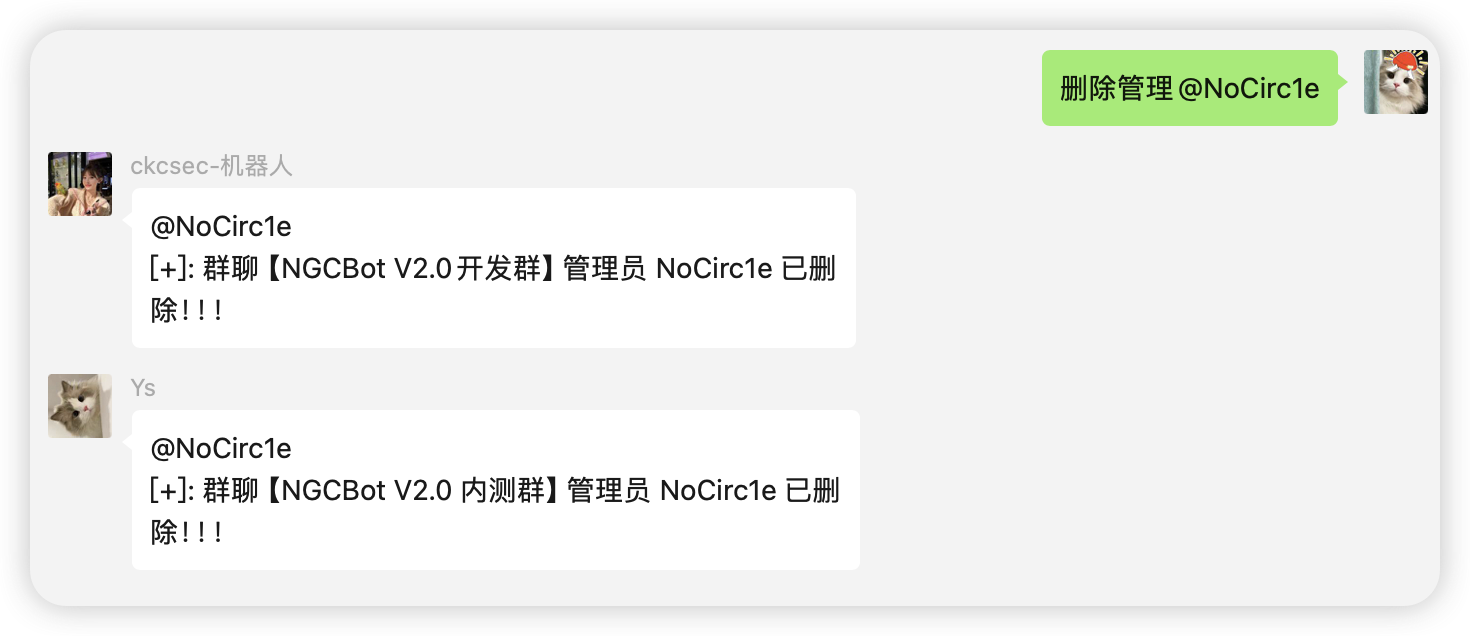 删除管理@NoCirc1e
ckcsec-机器人
@NoCirc1e
[+]: 群聊【NGCBot V2.0开发群】管理员 NoCirc1e 已删
除！！！
Ys
@NoCirc1e
[+]: 群聊【NGCBot V2.0 内测群】管理员 NoCirc1e 已删
除！！！